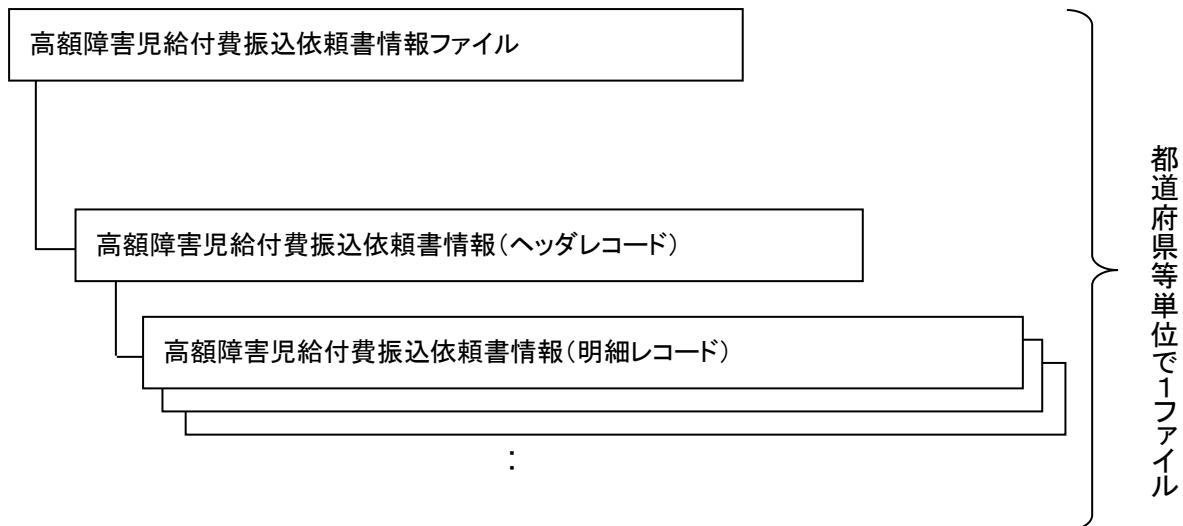 高額障害児給付費振込依頼書情報ファイル
高額障害児給付費振込依頼書情報（ヘッダレコード）
高額障害児給付費振込依頼書情報（明細レコード）
：
都道府県等単位で１ファイル